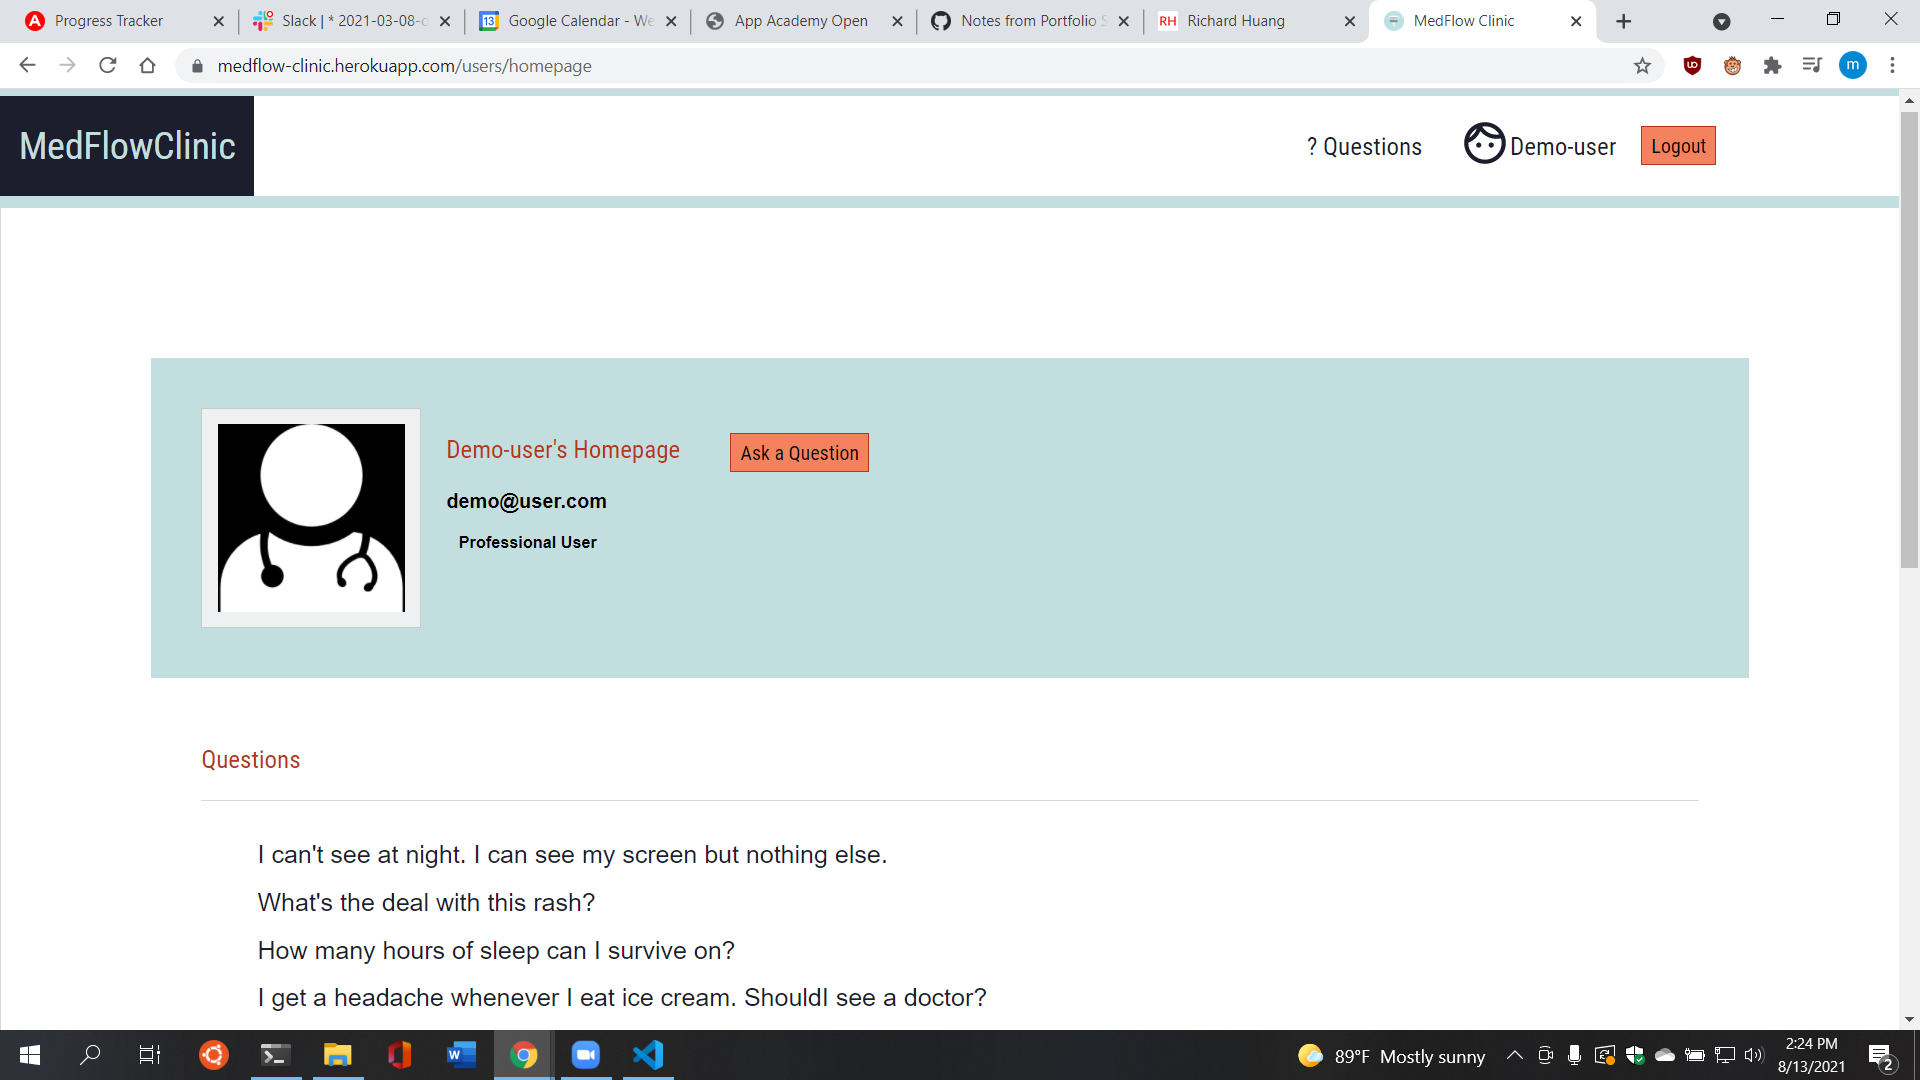 Progress Tracker
Slack | * 2021-03-08-o
13 Google Calendar - We
App Academy Open
Notes from Portfolio S
RH Richard Huang
MedFlow Clinic
medflow-clinic.herokuapp.com/users/homepage
m
MedFlowClinic
? Questions
Demo-user
Logout
Demo-user's Homepage
Ask a Question
demo@user.com
Professional User
Questions
I can't see at night. I can see my screen but nothing else.
What's the deal with this rash?
How many hours of sleep can I survive on?
I get a headache whenever I eat ice cream. ShouldI see a doctor?
89°F Mostly sunny
2:24 PM
8/13/2021
2